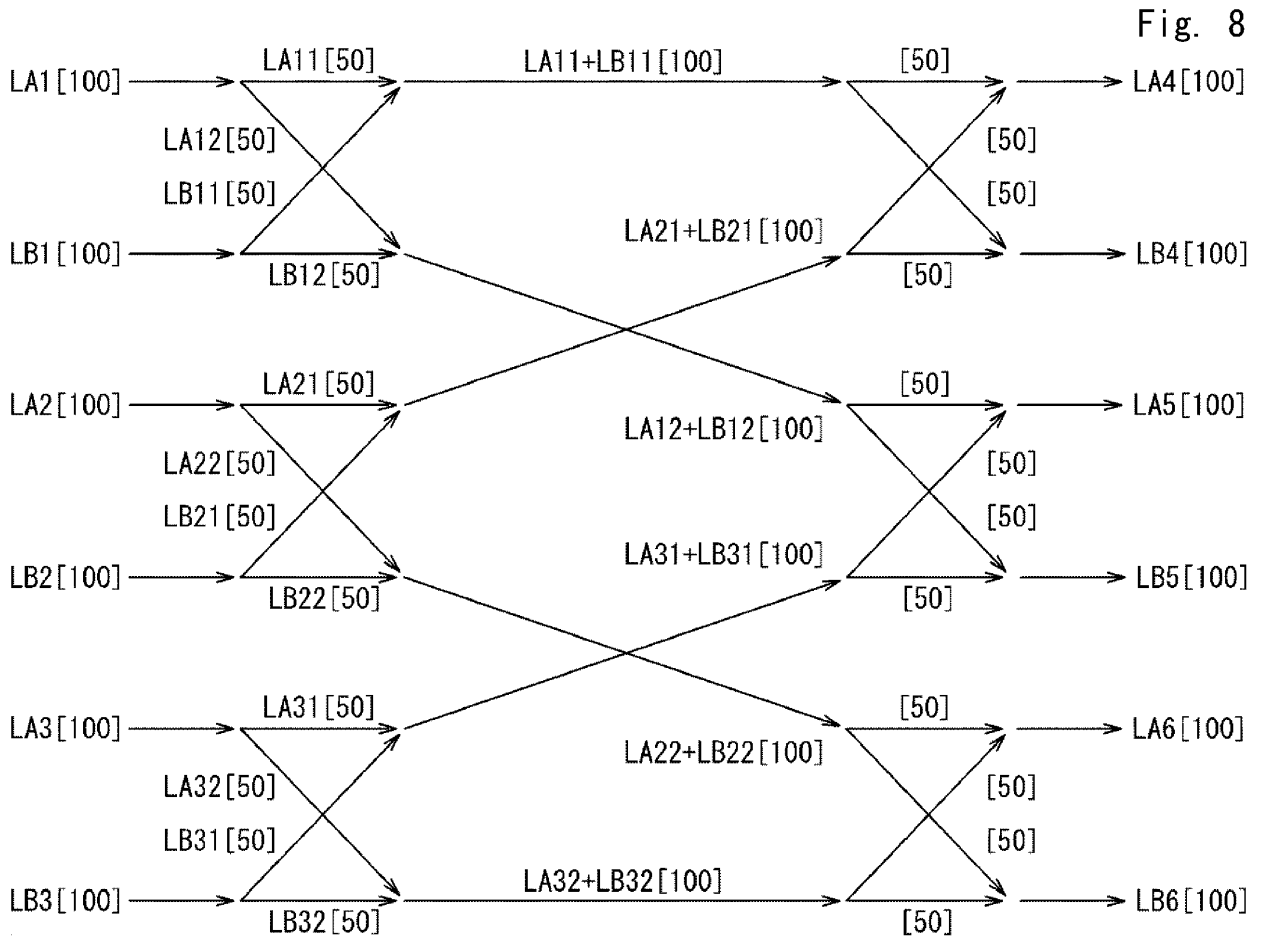 Fig. 8
LA1[100] LA11[50] LA11+LB11[100] [50] LA4[100]
LA12[50] [50]
LB11[50] [50]
LB1[100] LB12[50] LA21+LB21[100] [50] LB4[100]
LA2[100] LA21[50] LA12+LB12[100] [50] LA5[100]
LA22[50] [50]
LB21[50] [50]
LB2[100] LB22[50] LA31+LB31[100] [50] LB5[100]
LA3[100] LA31[50] LA22+LB22[100] [50] LA6[100]
LA32[50] [50]
LB31[50] [50]
LB3[100] LB32[50] LA32+LB32[100] [50] LB6[100]